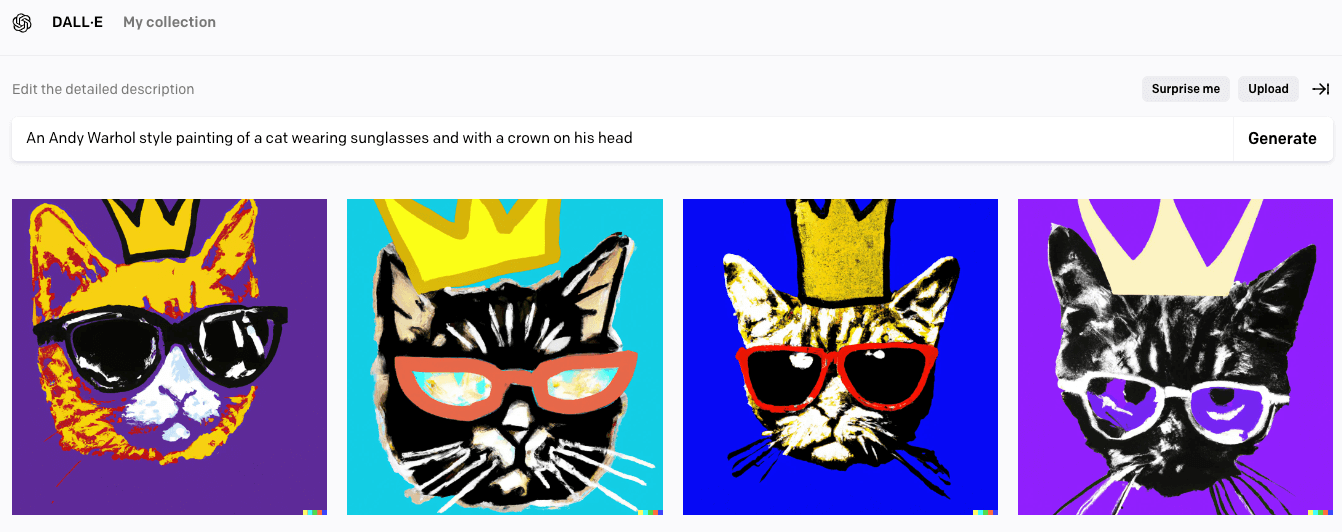 DALL·E My collection
Edit the detailed description Surprise me Upload
An Andy Warhol style painting of a cat wearing sunglasses and with a crown on his head Generate